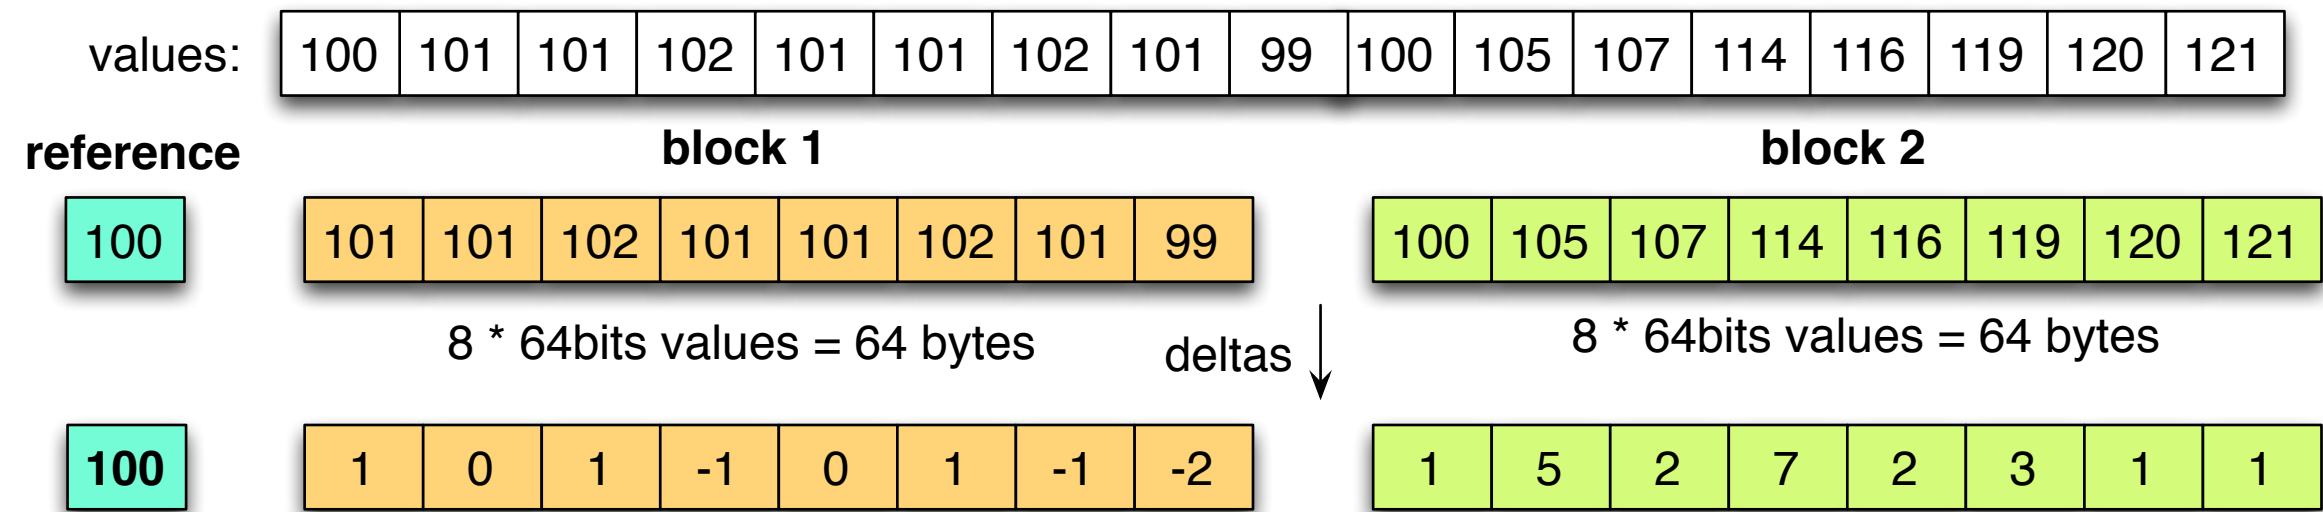 values: 100 101 101 102 101 101 102 101 99 100 105 107 114 116 119 120 121
reference block 1 block 2
100 101 101 102 101 101 102 101 99 100 105 107 114 116 119 120 121
8 * 64bits values = 64 bytes deltas 8 * 64bits values = 64 bytes
100 1 0 1 -1 0 1 -1 -2 1 5 2 7 2 3 1 1